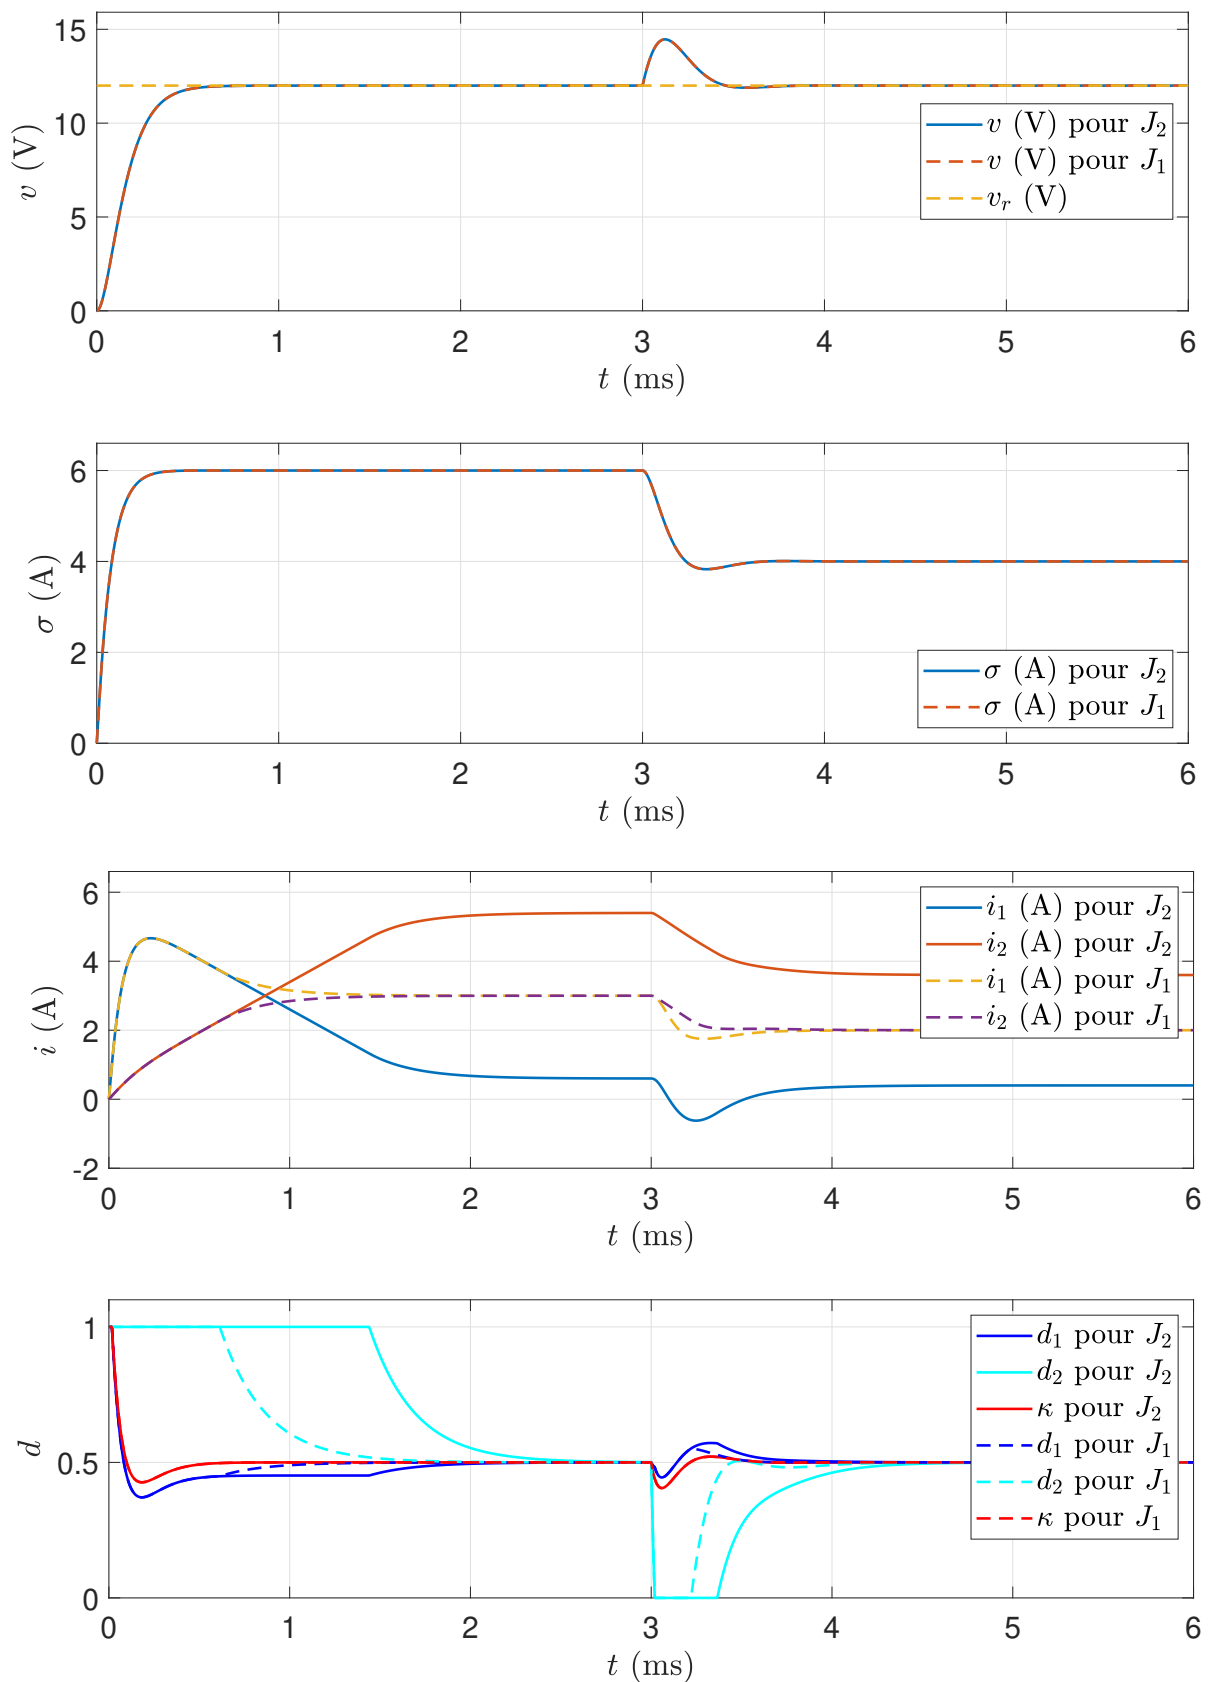 15
10
5
0
v (V)
0 1 2 3 4 5 6
t (ms)
v (V) pour J₂
v (V) pour J₁
vᵣ (V)
6
4
2
0
σ (A)
0 1 2 3 4 5 6
t (ms)
σ (A) pour J₂
σ (A) pour J₁
6
4
2
0
-2
i (A)
0 1 2 3 4 5 6
t (ms)
i₁ (A) pour J₂
i₂ (A) pour J₂
i₁ (A) pour J₁
i₂ (A) pour J₁
1
0.5
0
d
0 1 2 3 4 5 6
t (ms)
d₁ pour J₂
d₂ pour J₂
κ pour J₂
d₁ pour J₁
d₂ pour J₁
κ pour J₁